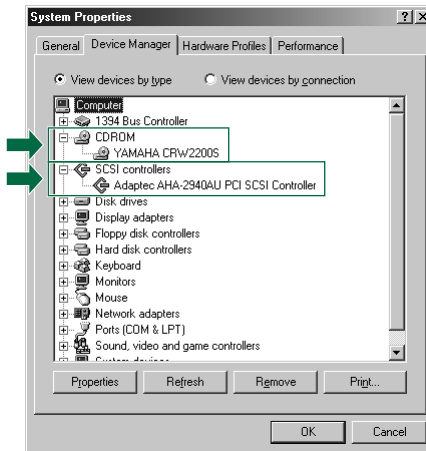 System Properties
General Device Manager Hardware Profiles Performance
View devices by type View devices by connection
Computer
1394 Bus Controller
CDROM
YAMAHA CRW2200S
SCSI controllers
Adaptec AHA-2940AU PCI SCSI Controller
Disk drives
Display adapters
Floppy disk controllers
Hard disk controllers
Keyboard
Monitors
Mouse
Network adapters
Ports (COM & LPT)
Sound, video and game controllers
System devices
Properties Refresh Remove Print...
OK Cancel